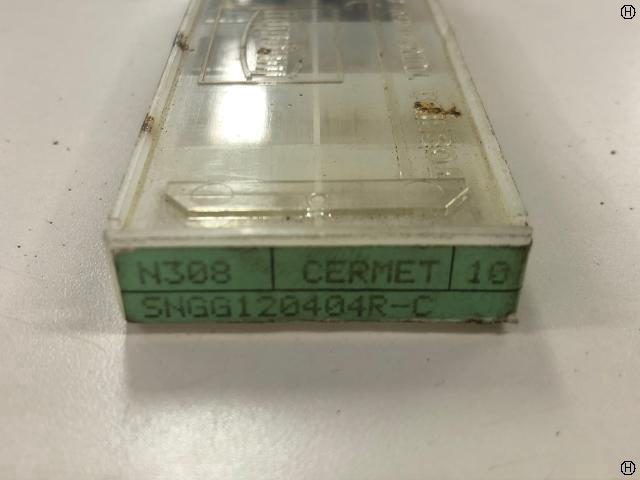 N308 CERMET 10
SNGG120404R-C
H
H